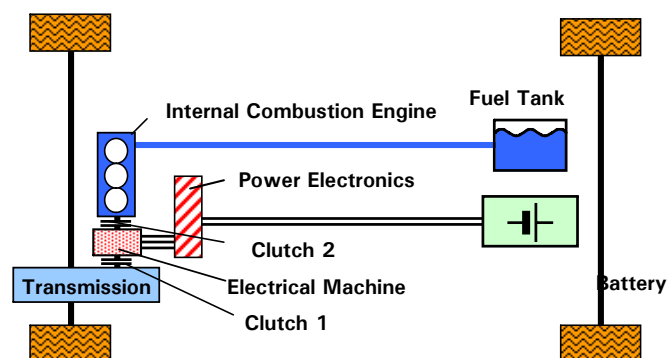 Internal Combustion Engine
Fuel Tank
Power Electronics
Clutch 2
Transmission
Electrical Machine
Battery
Clutch 1